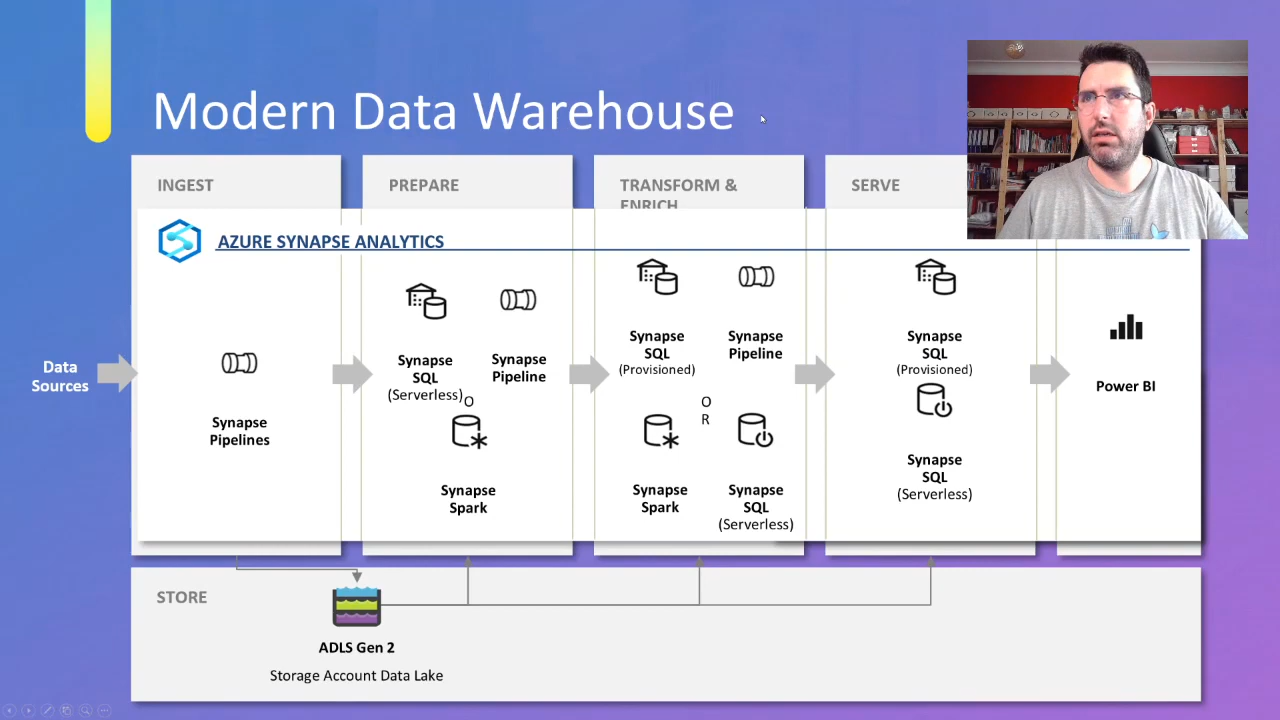 Modern Data Warehouse
INGEST
PREPARE
TRANSFORM &
ENRICH
SERVE
AZURE SYNAPSE ANALYTICS
Data
Sources
Synapse
Pipelines
Synapse
SQL
(Serverless)
Synapse
Pipeline
O
Synapse
Spark
Synapse
SQL
(Provisioned)
Synapse
Pipeline
O
R
Synapse
Spark
Synapse
SQL
(Serverless)
Synapse
SQL
(Provisioned)
Synapse
SQL
(Serverless)
Power BI
STORE
ADLS Gen 2
Storage Account Data Lake